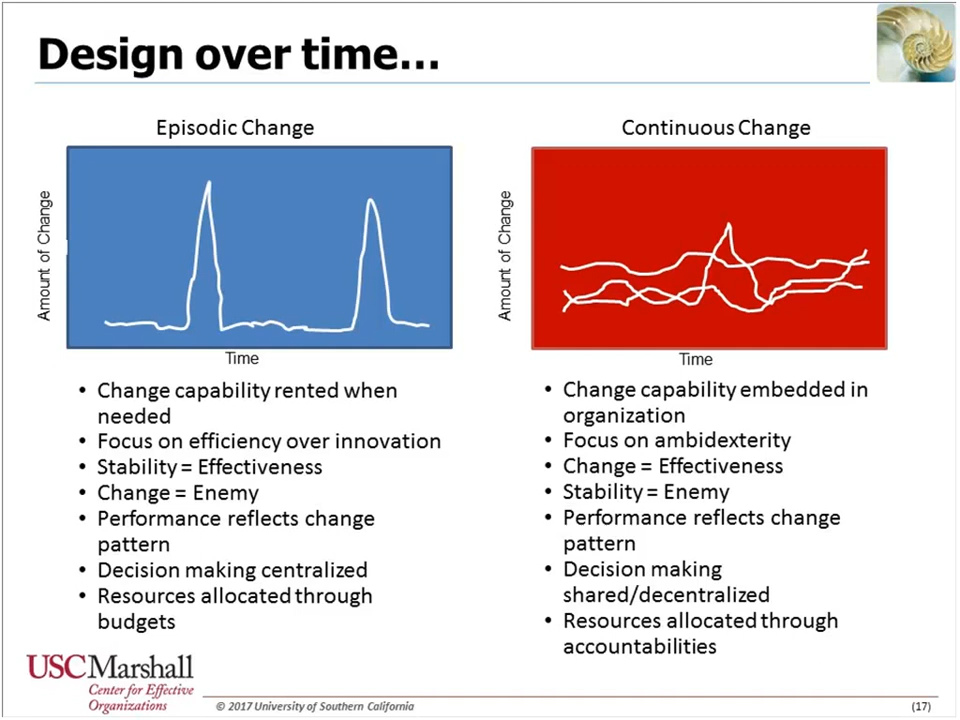 Design over time...
Episodic Change
Amount of Change
Time
• Change capability rented when
needed
• Focus on efficiency over innovation
• Stability = Effectiveness
• Change = Enemy
• Performance reflects change
pattern
• Decision making centralized
• Resources allocated through
budgets
Continuous Change
Amount of Change
Time
• Change capability embedded in
organization
• Focus on ambidexterity
• Change = Effectiveness
• Stability = Enemy
• Performance reflects change
pattern
• Decision making
shared/decentralized
• Resources allocated through
accountabilities
USC Marshall
Center for Effective
Organizations
© 2017 University of Southern California
(17)